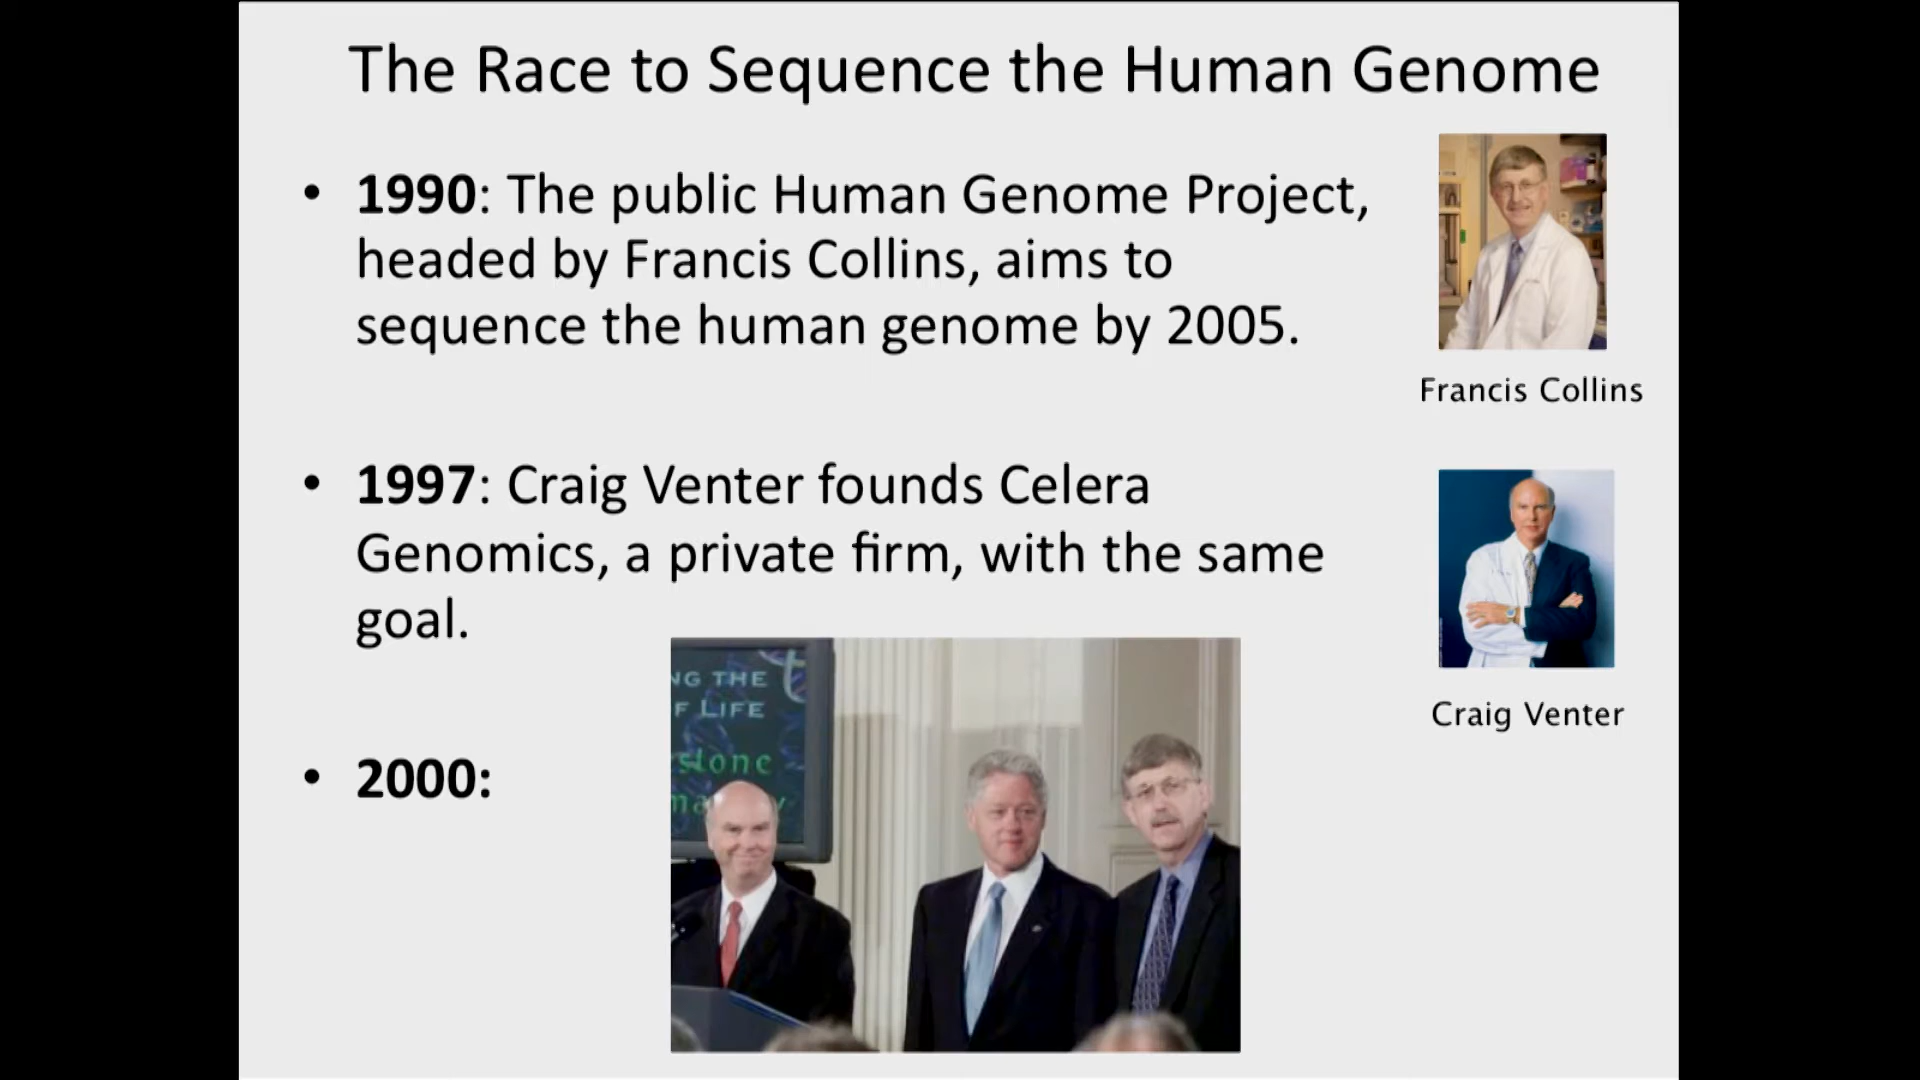 The Race to Sequence the Human Genome
• 1990: The public Human Genome Project,
headed by Francis Collins, aims to
sequence the human genome by 2005.
Francis Collins
• 1997: Craig Venter founds Celera
Genomics, a private firm, with the same
goal.
Craig Venter
• 2000:
NG THE
F LIFE
stone